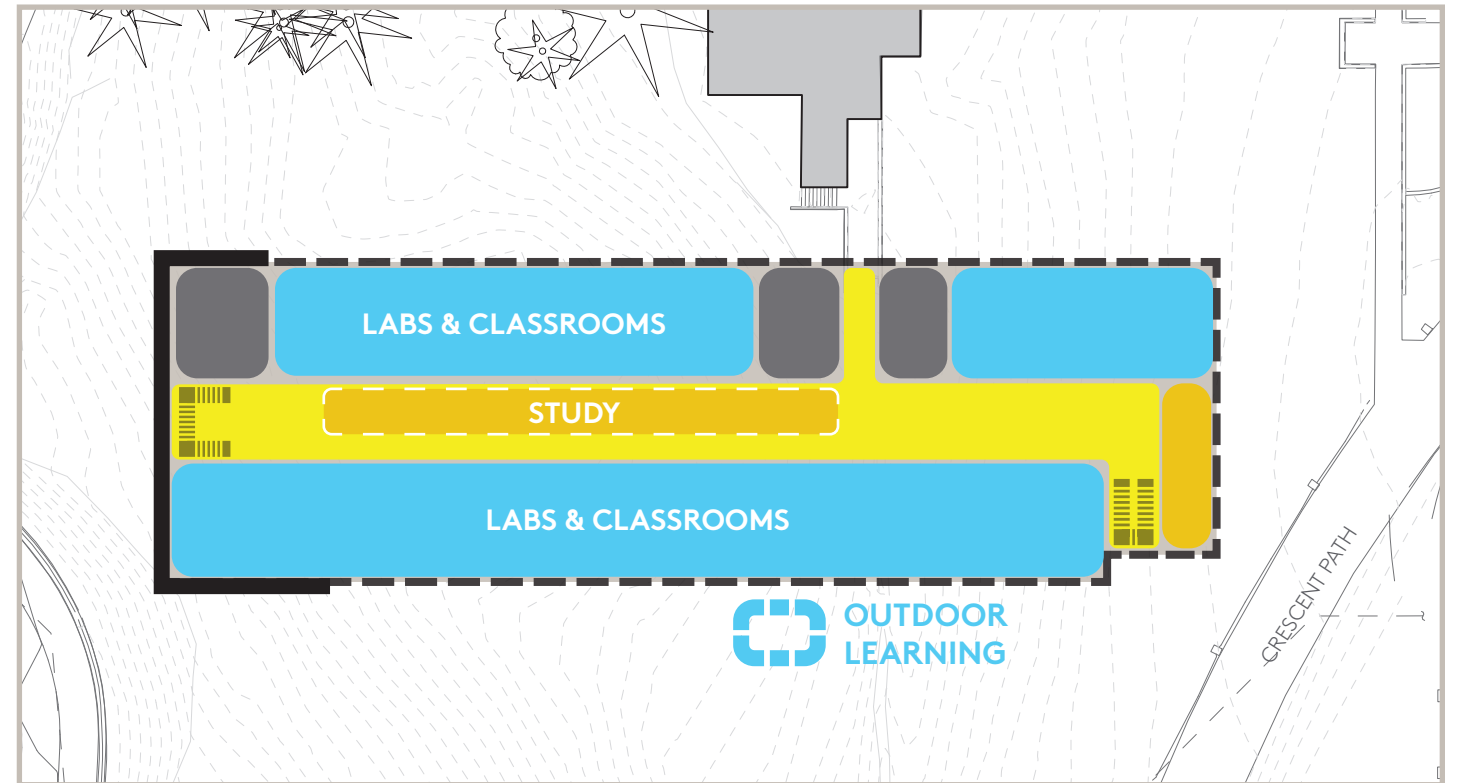 LABS & CLASSROOMS
STUDY
LABS & CLASSROOMS
OUTDOOR
LEARNING
CRESCENT PATH